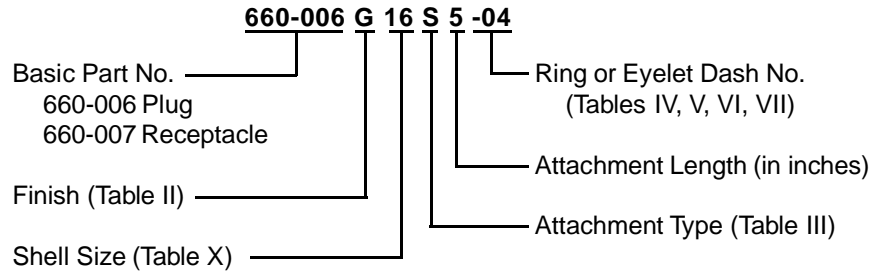 660-006 G 16 S 5 -04
Basic Part No.
660-006 Plug
660-007 Receptacle
Finish (Table II)
Shell Size (Table X)
Ring or Eyelet Dash No.
(Tables IV, V, VI, VII)
Attachment Length (in inches)
Attachment Type (Table III)